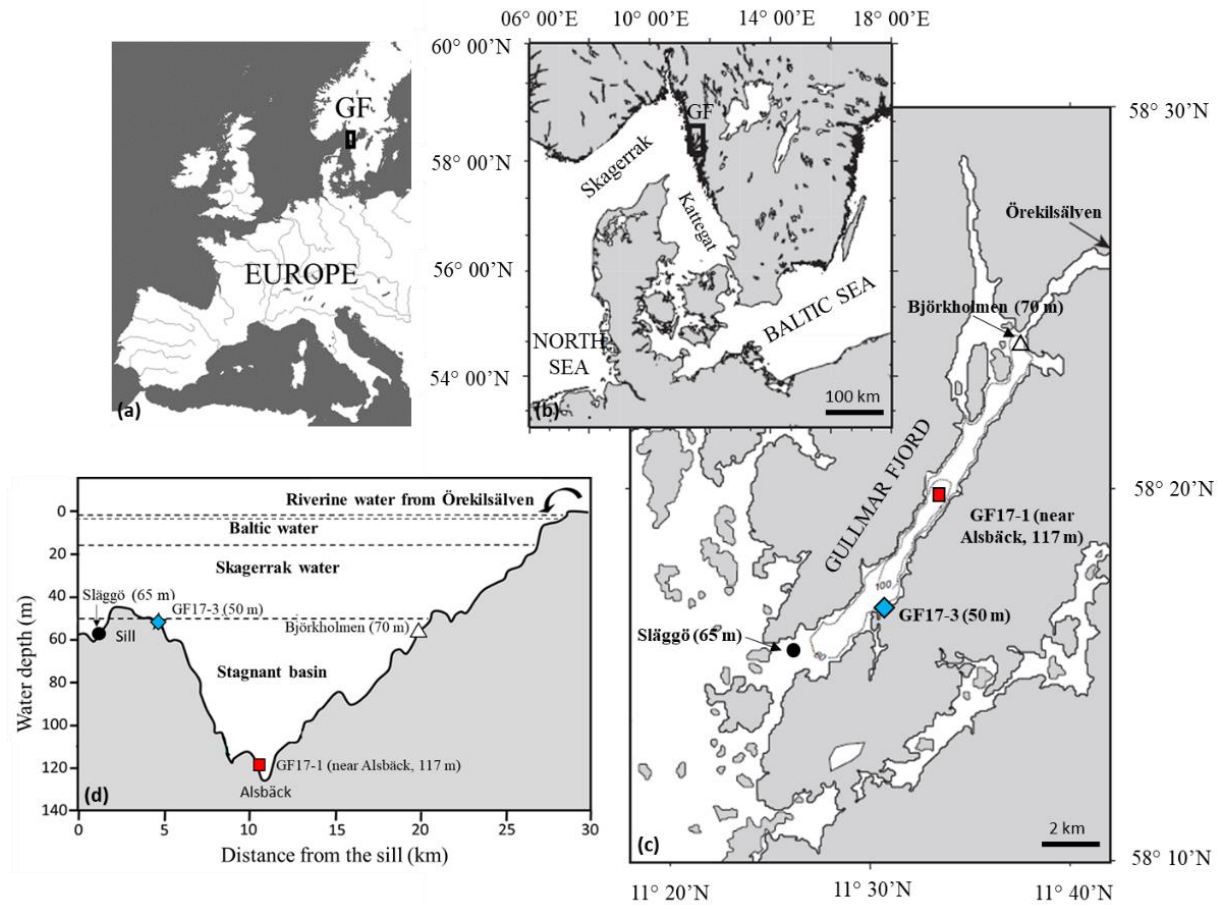 06° 00’E 10° 00’E 14° 00’E 18° 00’E
60° 00’N
58° 00’N
56° 00’N
54° 00’N
GF
EUROPE
(a)
GF
Skagerrak
Kattegat
BALTIC SEA
NORTH
SEA
100 km
(b)
58° 30’N
58° 20’N
58° 10’N
Örekilsälven
Björkholmen (70 m)
GULLMAR FJORD
GF17-1 (near
Alsbäck, 117 m)
100
GF17-3 (50 m)
Släggö (65 m)
2 km
(c)
11° 20’N 11° 30’N 11° 40’N
Riverine water from Örekilsälven
Baltic water
Skagerrak water
Släggö (65 m)
GF17-3 (50 m)
Sill
Björkholmen (70 m)
Stagnant basin
GF17-1 (near Alsbäck, 117 m)
Alsbäck
(d)
Water depth (m)
0
20
40
60
80
100
120
140
0 5 10 15 20 25 30
Distance from the sill (km)